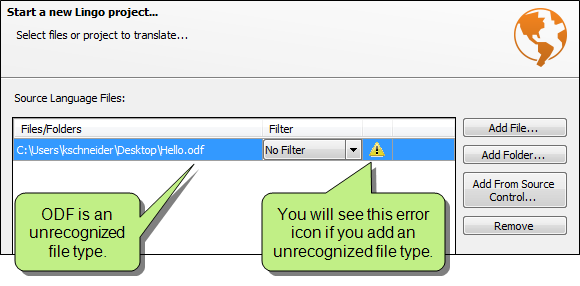 Start a new Lingo project...
Select files or project to translate...
Source Language Files:
Files/Folders Filter
C:\Users\kschneider\Desktop\Hello.odf No Filter
Add File...
Add Folder...
Add From Source
Control...
Remove
ODF is an
unrecognized
file type.
You will see this error
icon if you add an
unrecognized file type.